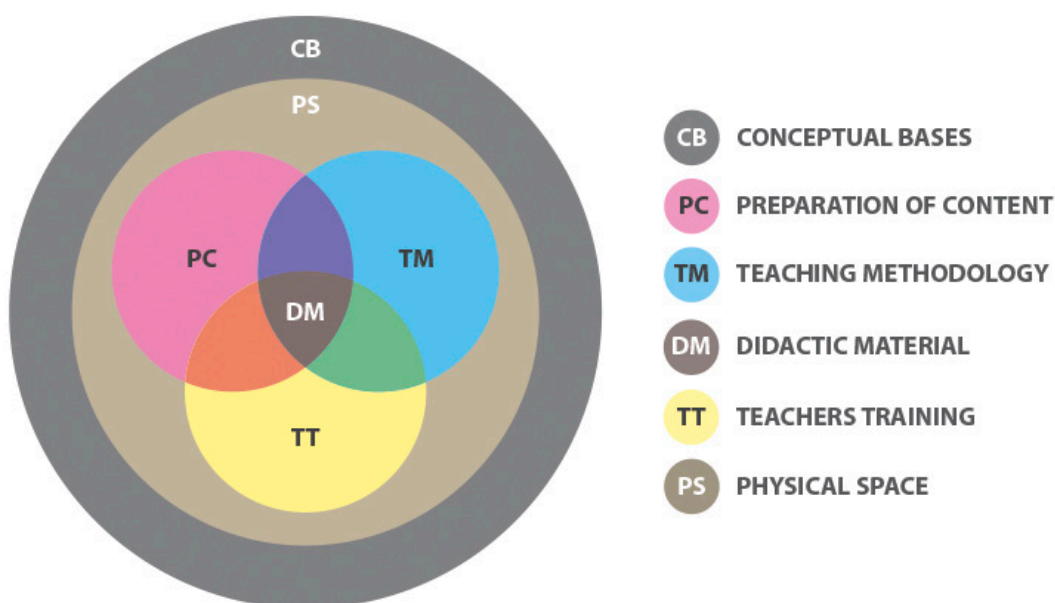 CB
PS
PC
TM
DM
TT
CB CONCEPTUAL BASES
PC PREPARATION OF CONTENT
TM TEACHING METHODOLOGY
DM DIDACTIC MATERIAL
TT TEACHERS TRAINING
PS PHYSICAL SPACE